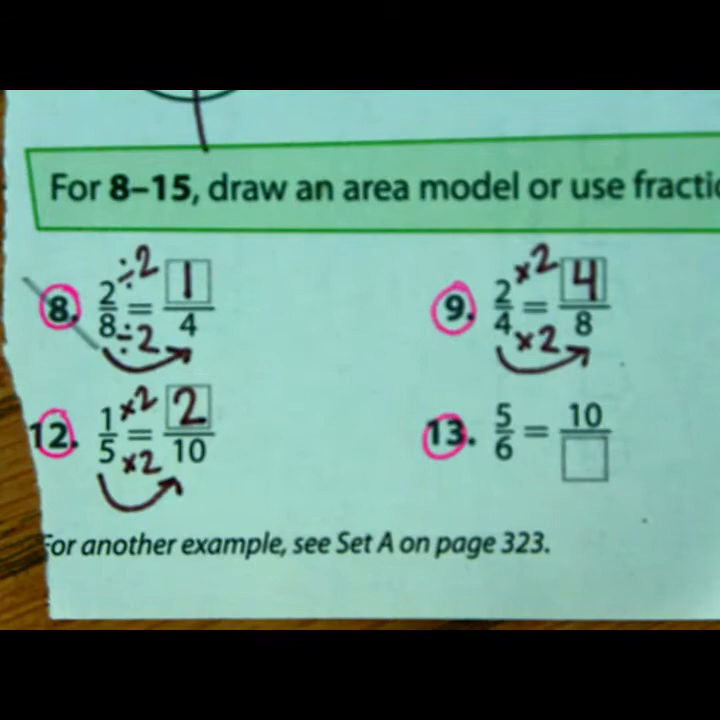 For 8–15, draw an area model or use
8. 2/8 ÷2 ÷2 = 1/4
9. 2/4 ×2 ×2 = 4/8
12. 1/5 ×2 ×2 = 2/10
13. 5/6 = 10/□
For another example, see Set A on page 323.